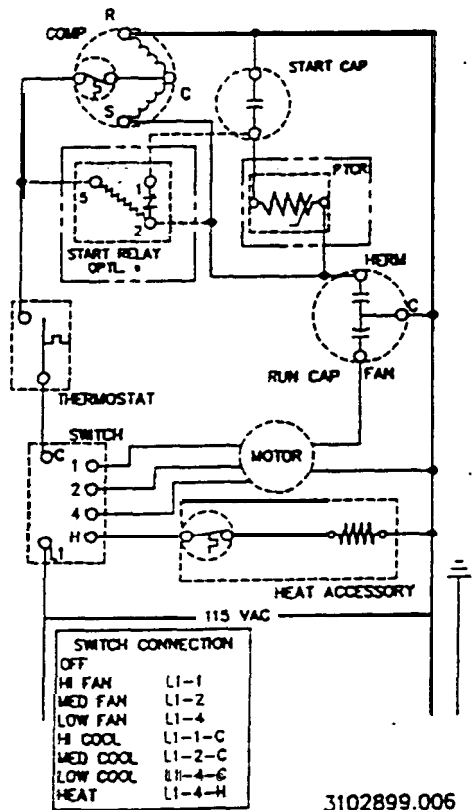 R
COMP
START CAP
C
S
PTCR
5
1
2
START RELAY
OPTL. *
HERM
C
RUN CAP
FAN
THERMOSTAT
SWITCH
C
1
2
4
H
L1
MOTOR
HEAT ACCESSORY
115 VAC
SWITCH CONNECTION
OFF
HI FAN L1-1
MED FAN L1-2
LOW FAN L1-4
HI COOL L1-1-C
MED COOL L1-2-C
LOW COOL L1-4-C
HEAT L1-4-H
3102899.006